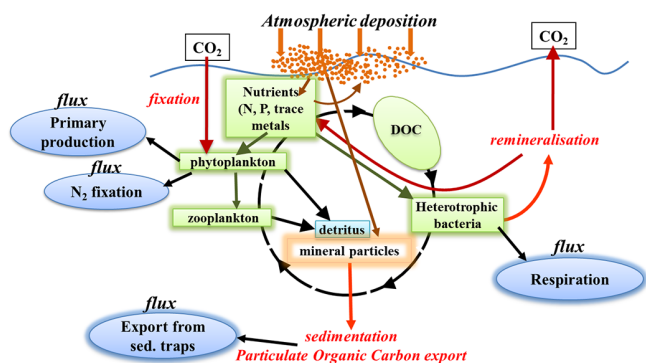 Atmospheric deposition
CO2
CO2
flux
fixation
Nutrients
(N, P, trace
metals
DOC
Primary
production
remineralisation
flux
phytoplankton
N2 fixation
zooplankton
Heterotrophic
bacteria
detritus
mineral particles
flux
Respiration
flux
Export from
sed. traps
sedimentation
Particulate Organic Carbon export